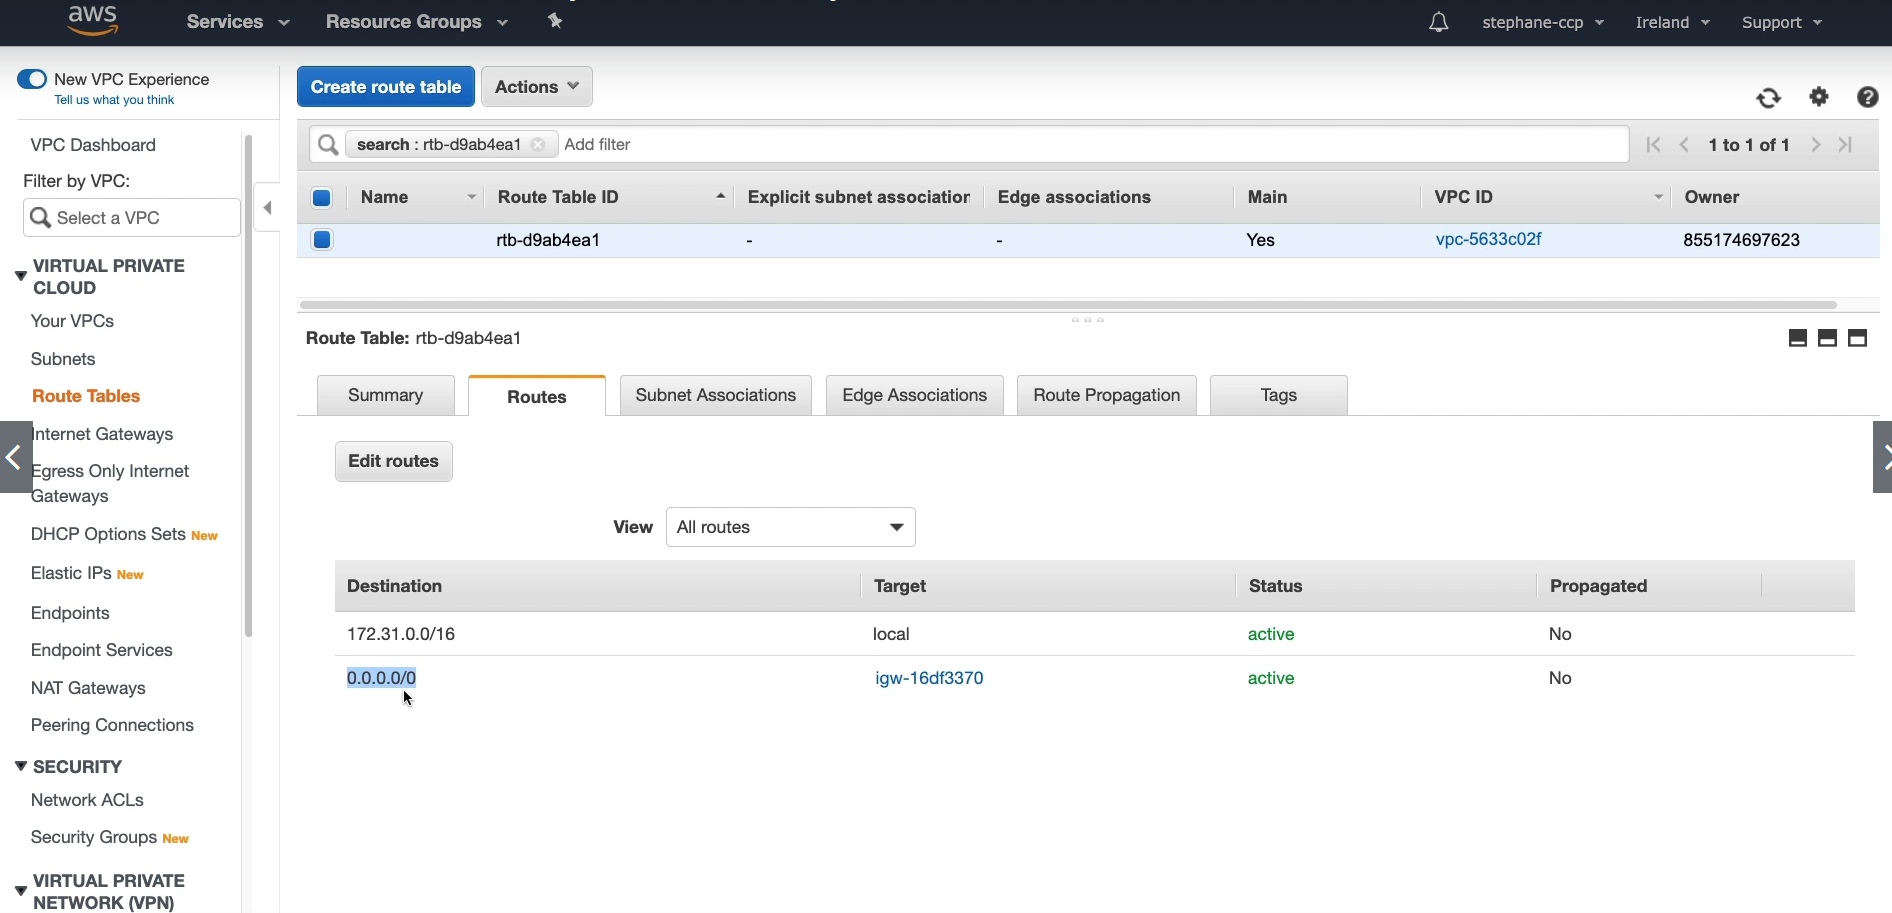 aws Services Resource Groups stephane-ccp Ireland Support
New VPC Experience
Tell us what you think
VPC Dashboard
Filter by VPC:
Select a VPC
VIRTUAL PRIVATE
CLOUD
Your VPCs
Subnets
Route Tables
Internet Gateways
Egress Only Internet
Gateways
DHCP Options Sets New
Elastic IPs New
Endpoints
Endpoint Services
NAT Gateways
Peering Connections
SECURITY
Network ACLs
Security Groups New
VIRTUAL PRIVATE
NETWORK (VPN)
Create route table Actions
search : rtb-d9ab4ea1 Add filter 1 to 1 of 1
Name Route Table ID Explicit subnet association Edge associations Main VPC ID Owner
rtb-d9ab4ea1 - - Yes vpc-5633c02f 855174697623
Route Table: rtb-d9ab4ea1
Summary Routes Subnet Associations Edge Associations Route Propagation Tags
Edit routes
View All routes
Destination Target Status Propagated
172.31.0.0/16 local active No
0.0.0.0/0 igw-16df3370 active No